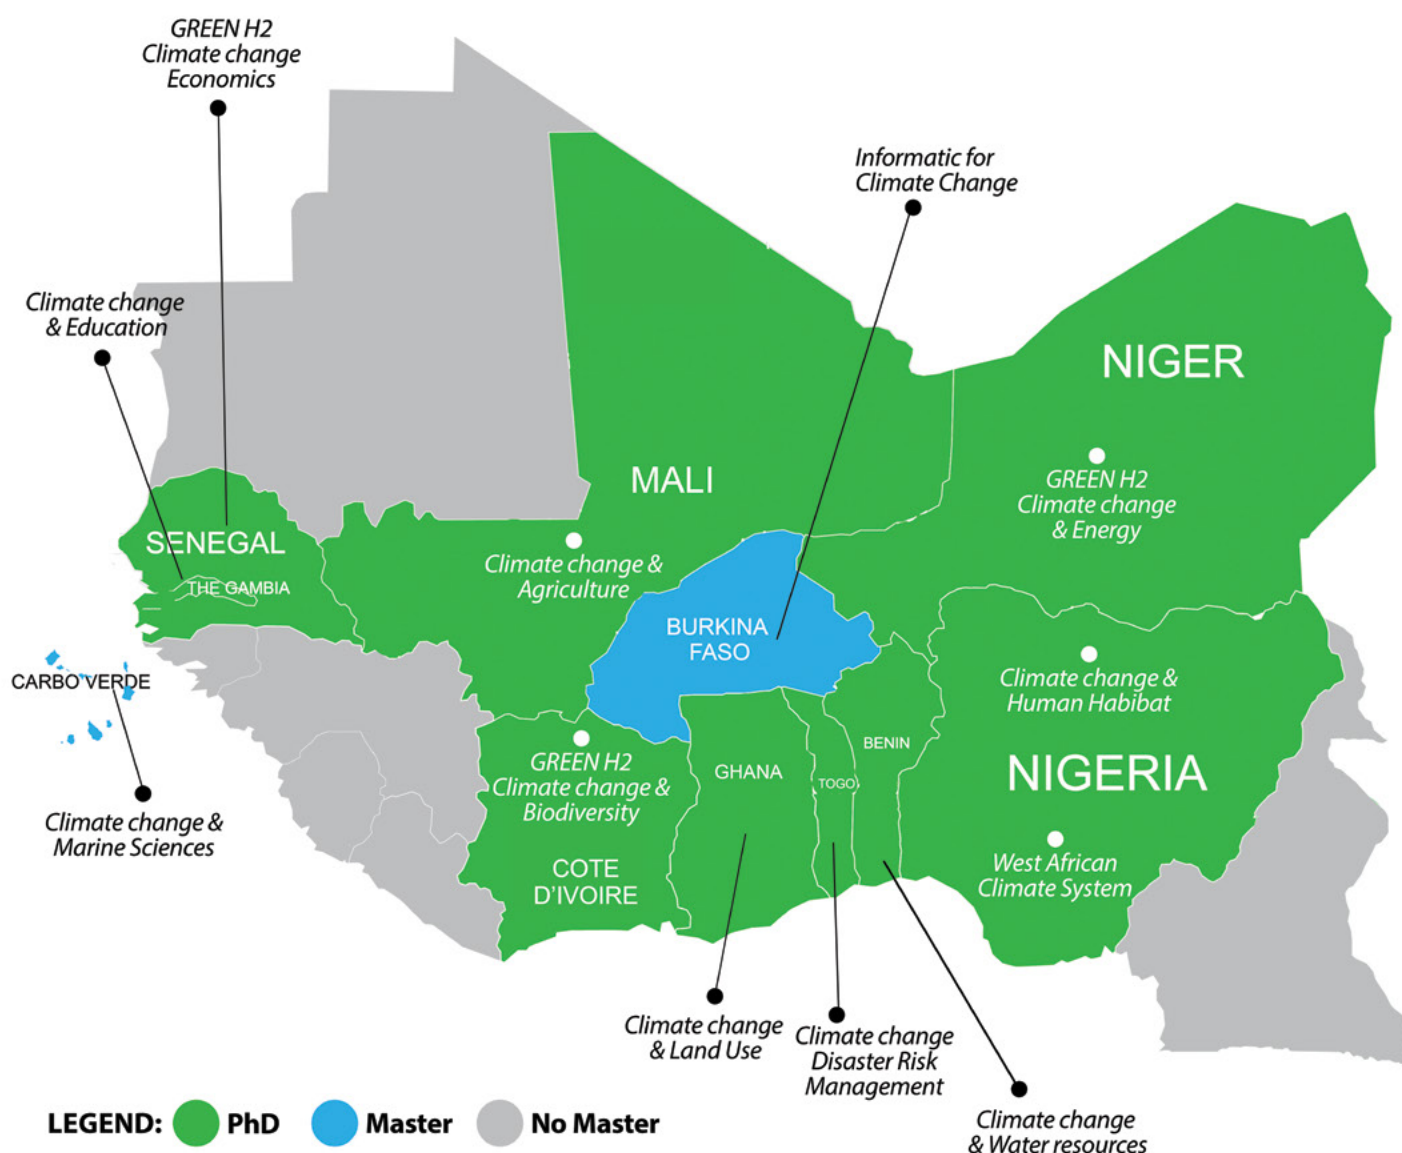 GREEN H2
Climate change
Economics
Informatic for
Climate Change
Climate change
& Education
NIGER
GREEN H2
Climate change
& Energy
MALI
Climate change &
Agriculture
SENEGAL
THE GAMBIA
BURKINA
FASO
CARBO VERDE
Climate change &
Marine Sciences
Climate change &
Human Habibat
NIGERIA
West African
Climate System
GREEN H2
Climate change &
Biodiversity
COTE
D'IVOIRE
GHANA
TOGO
BENIN
Climate change
& Land Use
Climate change
Disaster Risk
Management
Climate change
& Water resources
LEGEND: PhD Master No Master